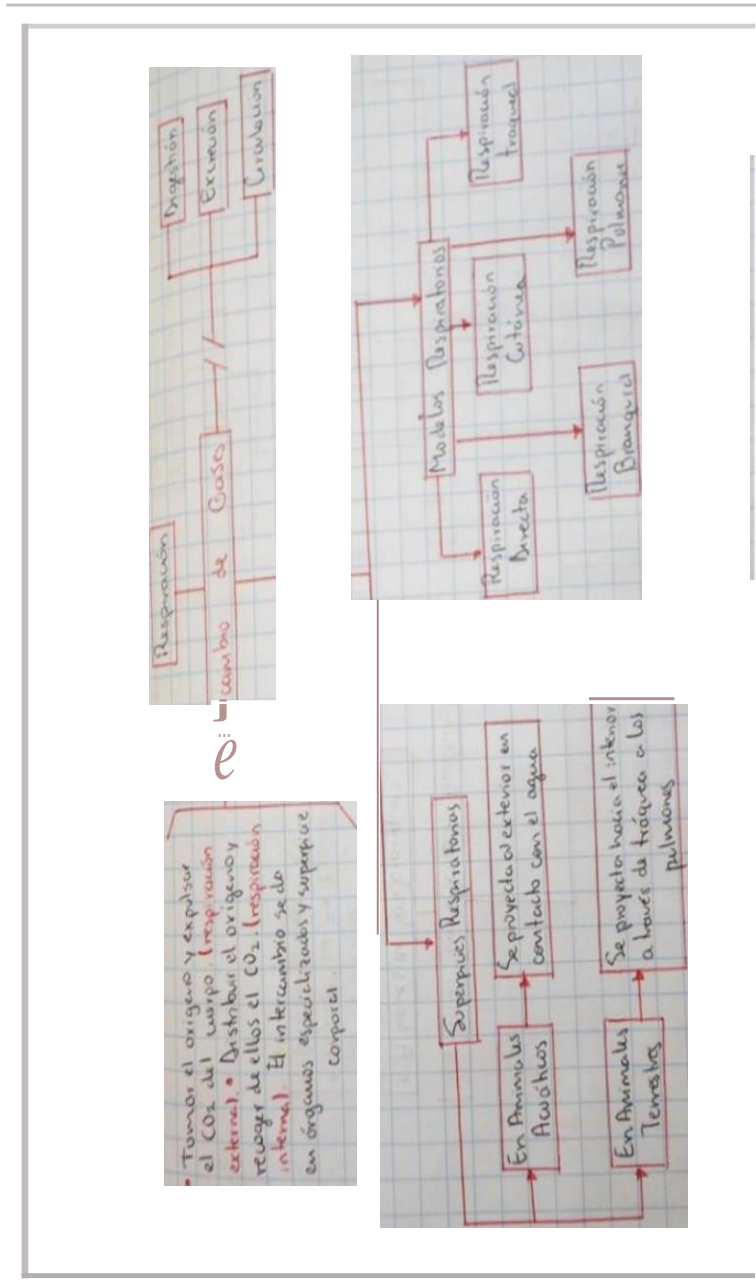 Respiración
cambio de Gases
Digestión
Excreción
Circulación
• Tomar el oxígeno y expulsar
el CO2 del cuerpo. (respiración
externa). • Distribuir el oxígeno y
recoger de ellos el CO2. (respiración
interna). El intercambio se da
en órganos especializados y superficie
corporal.
Modelos Respiratorios
Respiración
Directa
Respiración
Branquial
Respiración
Cutánea
Respiración
Pulmonar
Respiración
traqueal
Superficies Respiratorias
En Animales
Acuáticos
Se proyecta al exterior en
contacto con el agua
En Animales
Terrestres
Se proyecta hacia el interior
a través de tráquea a los
pulmones